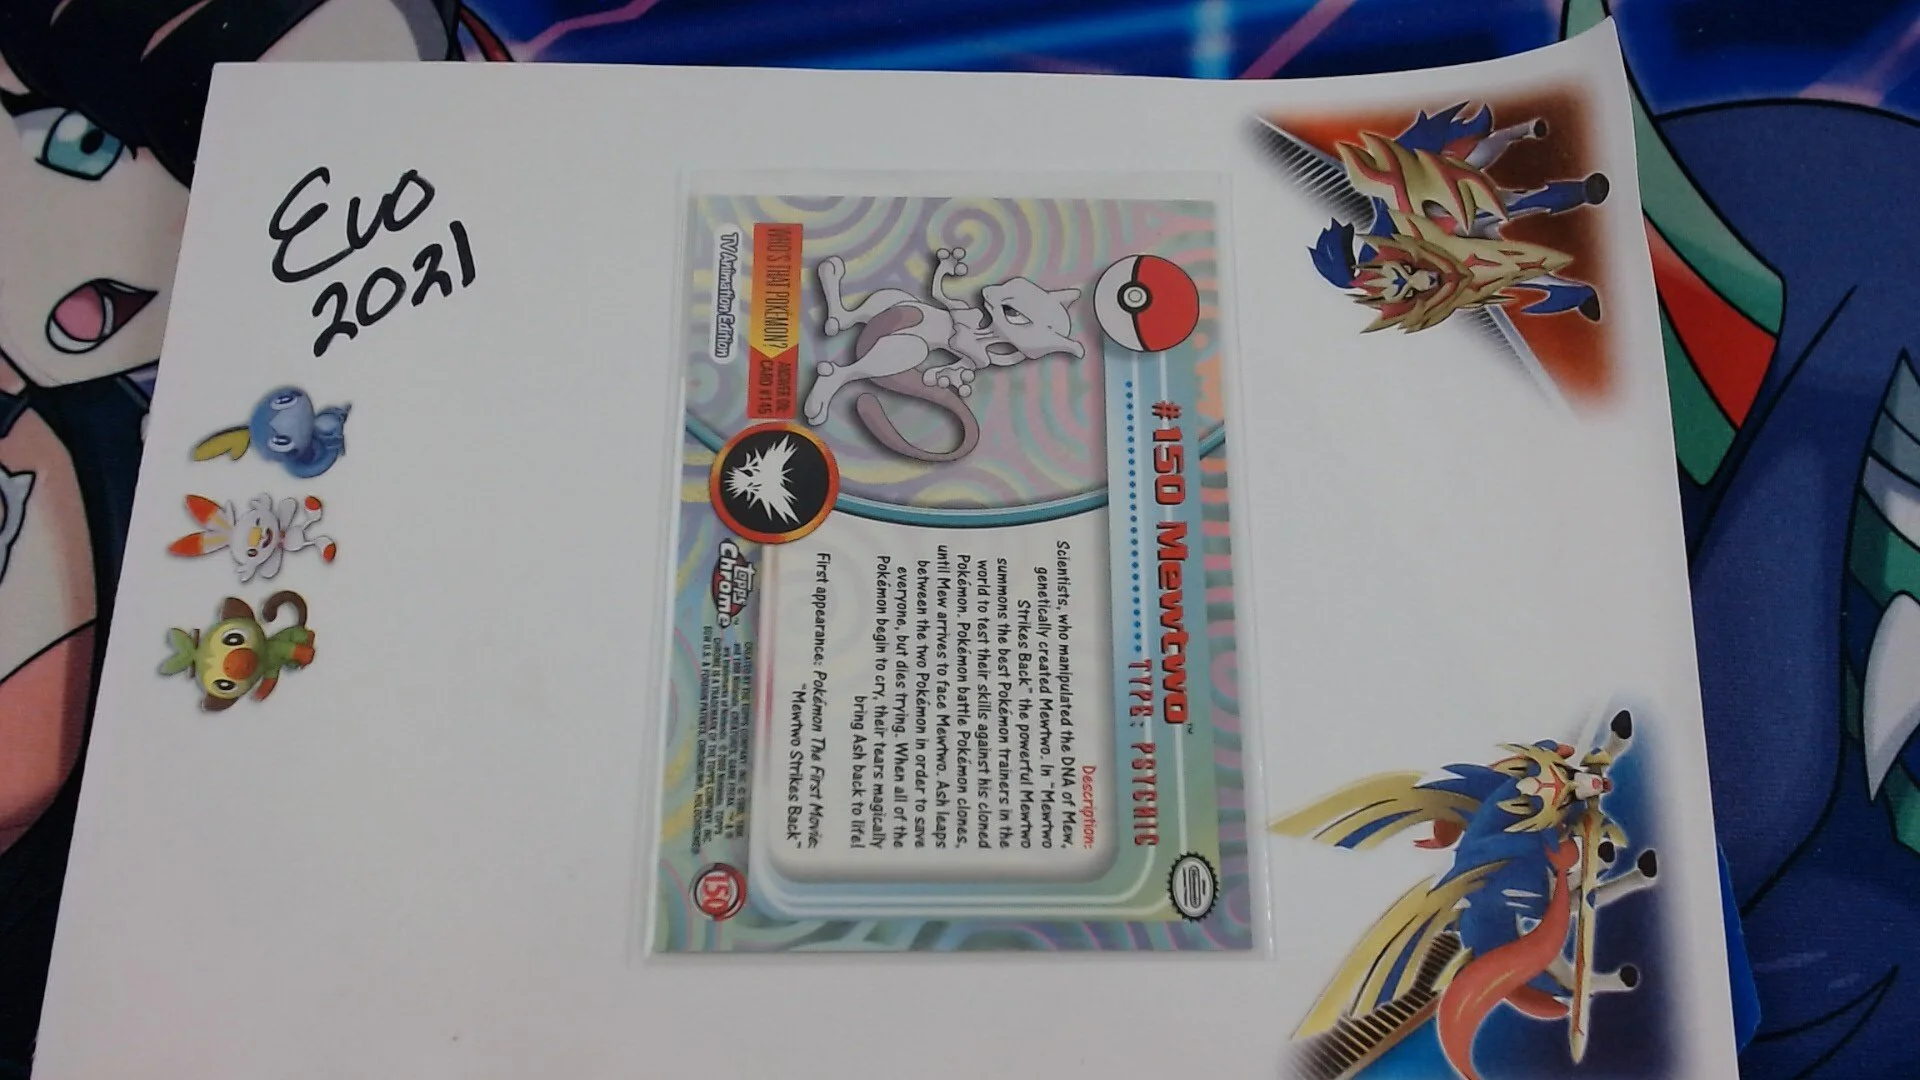 Evo
2021
#150 Mewtwo™
TYPE: PSYCHIC
Description:
Scientists, who manipulated the DNA of Mew,
genetically created Mewtwo. In "Mewtwo
Strikes Back" the powerful Mewtwo
summons the best Pokémon trainers in the
world to test their skills against his cloned
Pokémon. Pokémon battle Pokémon clones,
until Mew arrives to face Mewtwo. Ash leaps
between the two Pokémon in order to save
everyone, but dies trying. When all of the
Pokémon begin to cry, their tears magically
bring Ash back to life!
First appearance: Pokémon The First Movie:
"Mewtwo Strikes Back"
WHO'S THAT POKÉMON?
ANSWER ON:
CARD #145
TV Animation Edition
topps
Chrome™
150